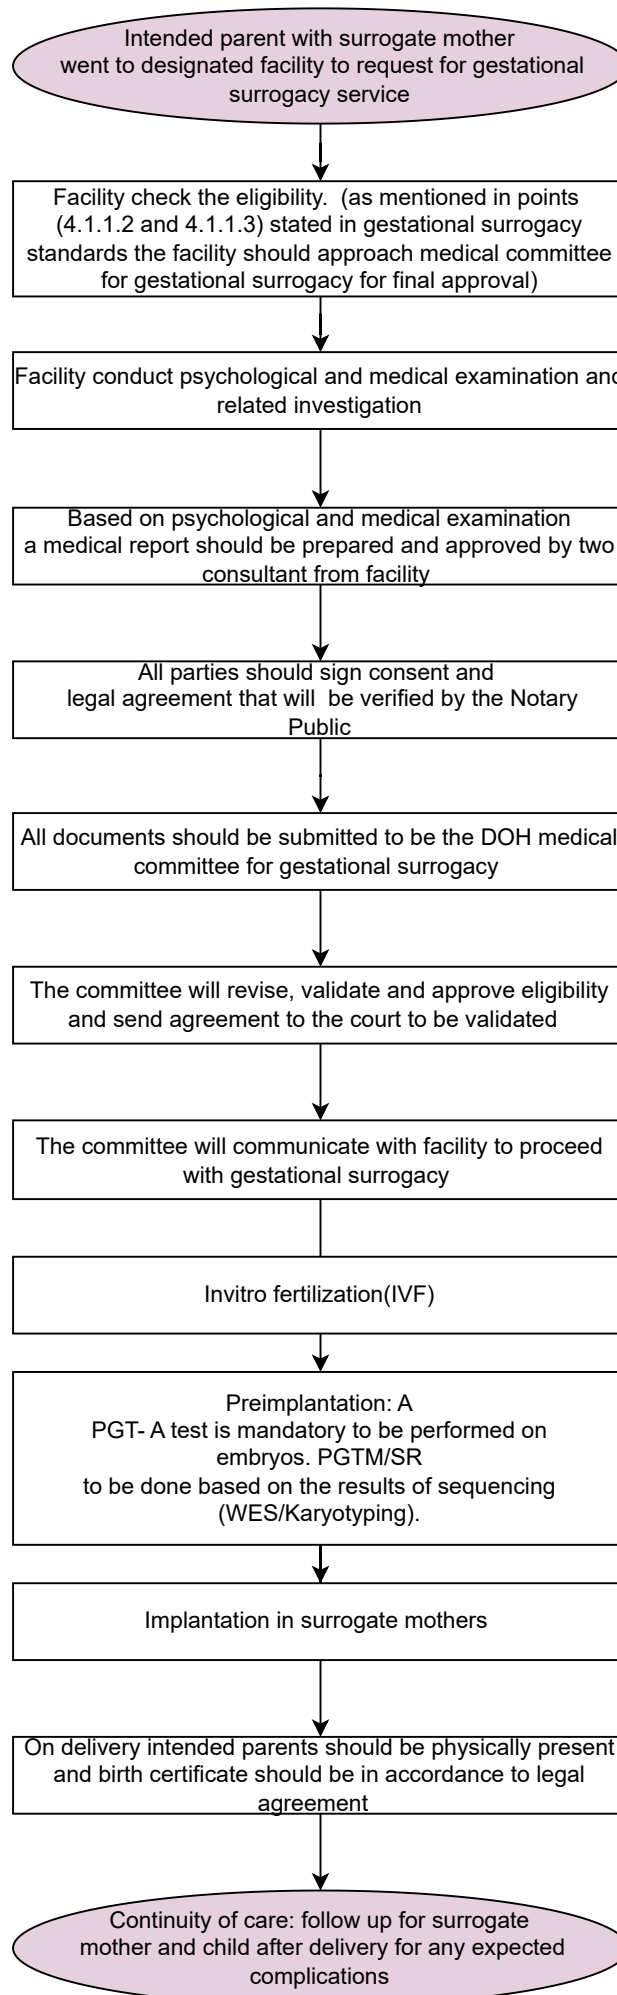 Intended parent with surrogate mother
went to designated facility to request for gestational
surrogacy service
Facility check the eligibility.  (as mentioned in points
(4.1.1.2 and 4.1.1.3) stated in gestational surrogacy
standards the facility should approach medical committee
for gestational surrogacy for final approval)
Facility conduct psychological and medical examination and
related investigation
Based on psychological and medical examination
a medical report should be prepared and approved by two
consultant from facility
All parties should sign consent and
legal agreement that will  be verified by the Notary
Public
All documents should be submitted to be the DOH medical
committee for gestational surrogacy
The committee will revise, validate and approve eligibility
and send agreement to the court to be validated
The committee will communicate with facility to proceed
with gestational surrogacy
Invitro fertilization(IVF)
Preimplantation: A
PGT- A test is mandatory to be performed on
embryos. PGTM/SR
to be done based on the results of sequencing
(WES/Karyotyping).
Implantation in surrogate mothers
On delivery intended parents should be physically present
and birth certificate should be in accordance to legal
agreement
Continuity of care: follow up for surrogate
mother and child after delivery for any expected
complications